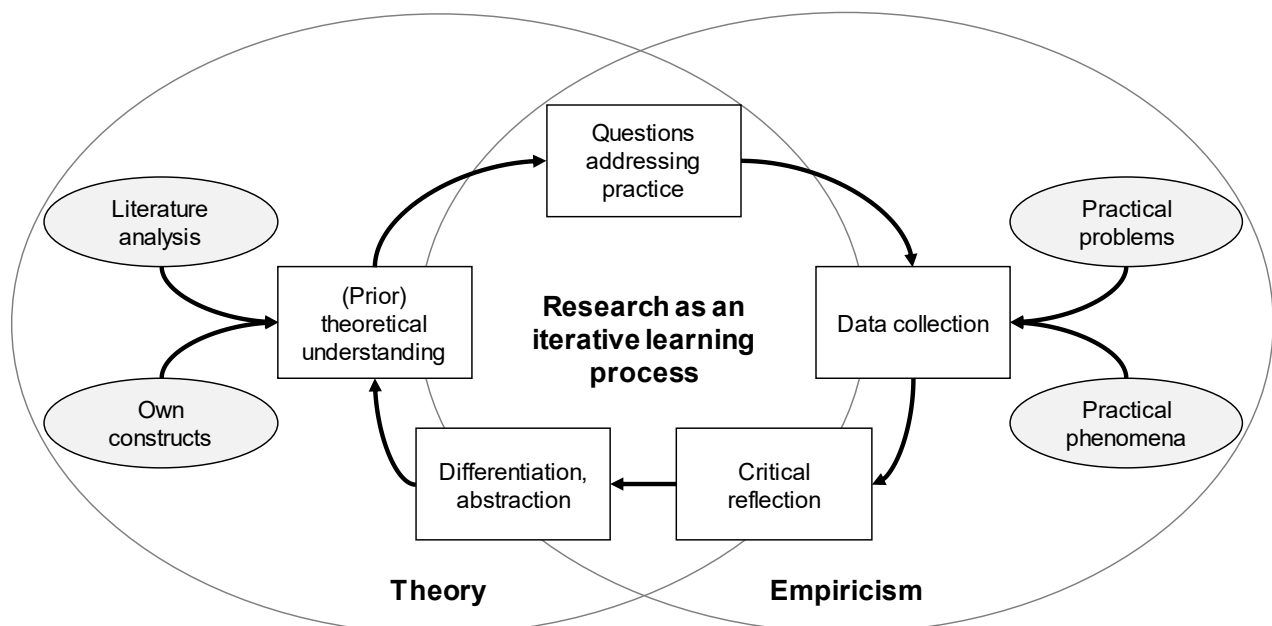 Questions
addressing
practice
Literature
analysis
Practical
problems
(Prior)
theoretical
understanding
Research as an
iterative learning
process
Data collection
Own
constructs
Practical
phenomena
Differentiation,
abstraction
Critical
reflection
Theory
Empiricism